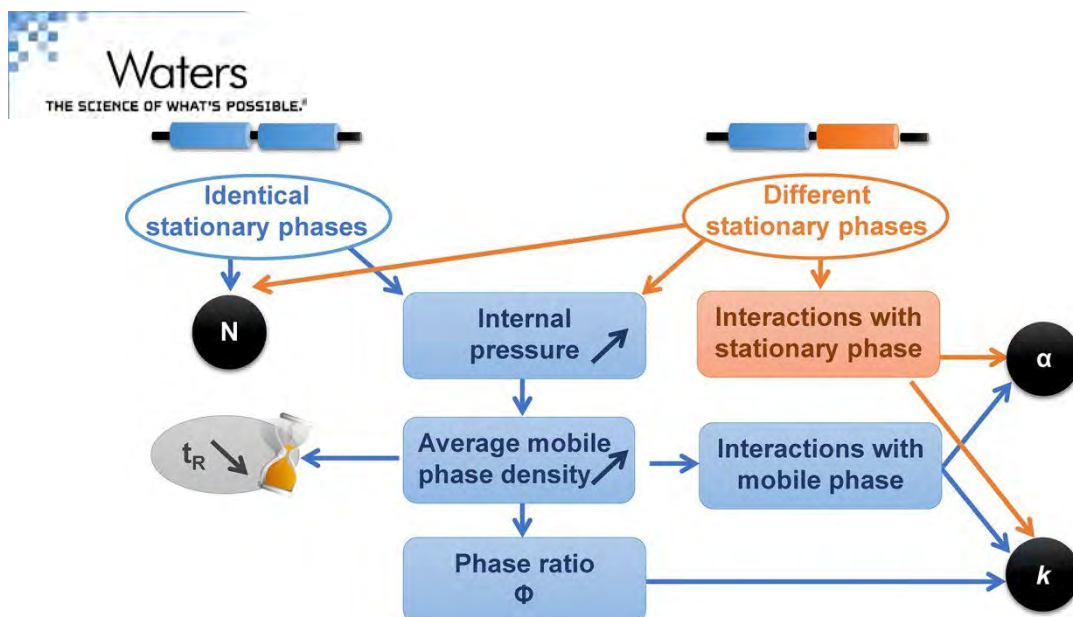 Waters
THE SCIENCE OF WHAT'S POSSIBLE.®
Identical
stationary phases
Different
stationary phases
N
Internal
pressure
Interactions with
stationary phase
α
tR
Average mobile
phase density
Interactions with
mobile phase
Phase ratio
Φ
k